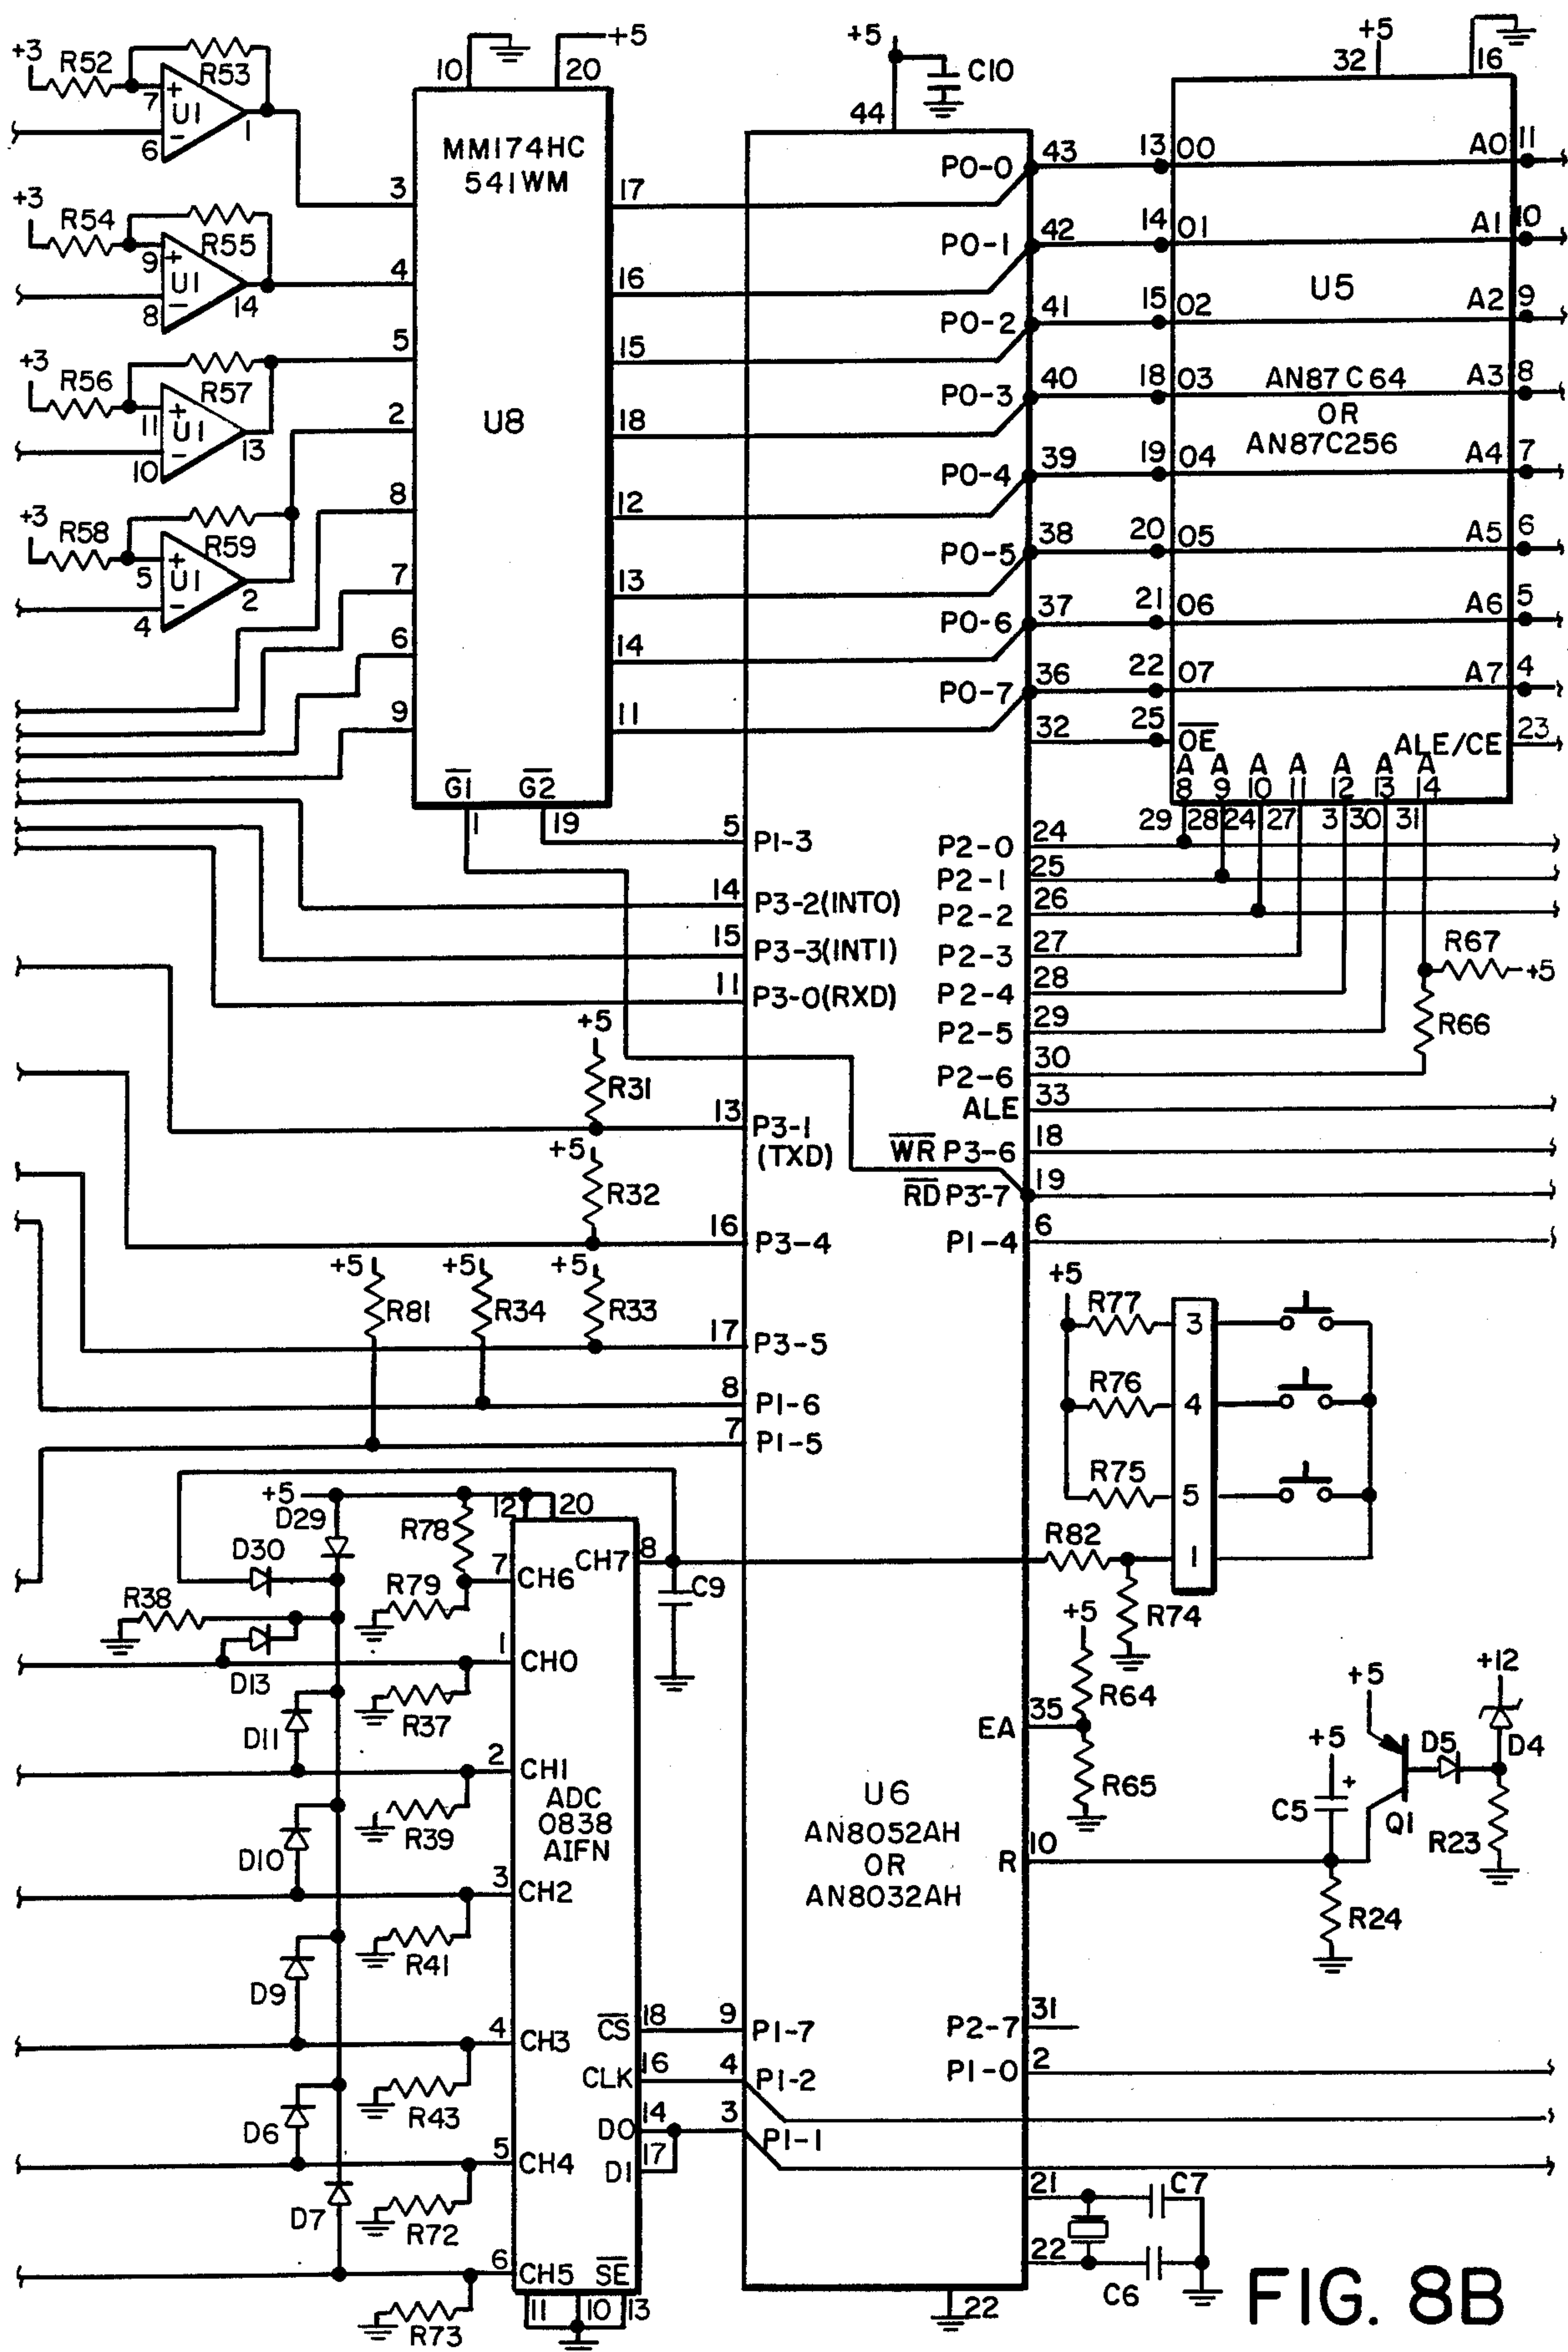 +3 R52 R53 7 + U1 - 6 1
+3 R54 R55 9 + U1 - 8 14
+3 R56 R57 11 + U1 - 10 13
+3 R58 R59 5 + U1 - 4 2
10 20 +5
MM174HC
541WM
U8
3 17
4 16
5 15
2 18
8 12
7 13
6 14
9 11
G1 G2
1 19
+5 C10
44
P0-0 43
P0-1 42
P0-2 41
P0-3 40
P0-4 39
P0-5 38
P0-6 37
P0-7 36
32
+5
32 16
13 00 A0 11
14 01 A1 10
15 02 A2 9
18 03 A3 8
19 04 A4 7
20 05 A5 6
21 06 A6 5
22 07 A7 4
25 OE ALE/CE 23
U5
AN87C64
OR
AN87C256
A8 A9 A10 A11 A12 A13 A14
29 28 24 27 3 30 31
5 P1-3
14 P3-2(INT0)
15 P3-3(INT1)
11 P3-0(RXD)
13 P3-1
(TXD)
16 P3-4
17 P3-5
8 P1-6
7 P1-5
+5 R31
+5 R32
+5 R81
+5 R34
+5 R33
P2-0 24
P2-1 25
P2-2 26
P2-3 27
P2-4 28
P2-5 29
P2-6 30
ALE 33
WR P3-6 18
RD P3-7 19
P1-4 6
R67 +5
R66
+5
R77 3
R76 4
R75 5
R82 1
R74
+5
R64
EA 35
R65
+5 +12
+5 D5 D4
C5 + Q1 R23
R 10
R24
U6
AN8052AH
OR
AN8032AH
+5 12 20
D29
D30 R78
R38 R79
D13
7 CH6 CH7 8 C9
1 CH0
R37
D11
2 CH1
R39
ADC
0838
AIFN
D10
3 CH2
R41
D9
4 CH3
R43
D6
5 CH4
R72
D7
6 CH5 SE
R73
11 10 13
CS 18 9 P1-7
CLK 16 4 P1-2
DO 14 3 P1-1
DI 17
P2-7 31
P1-0 2
21 C7
22 C6
22
FIG. 8B